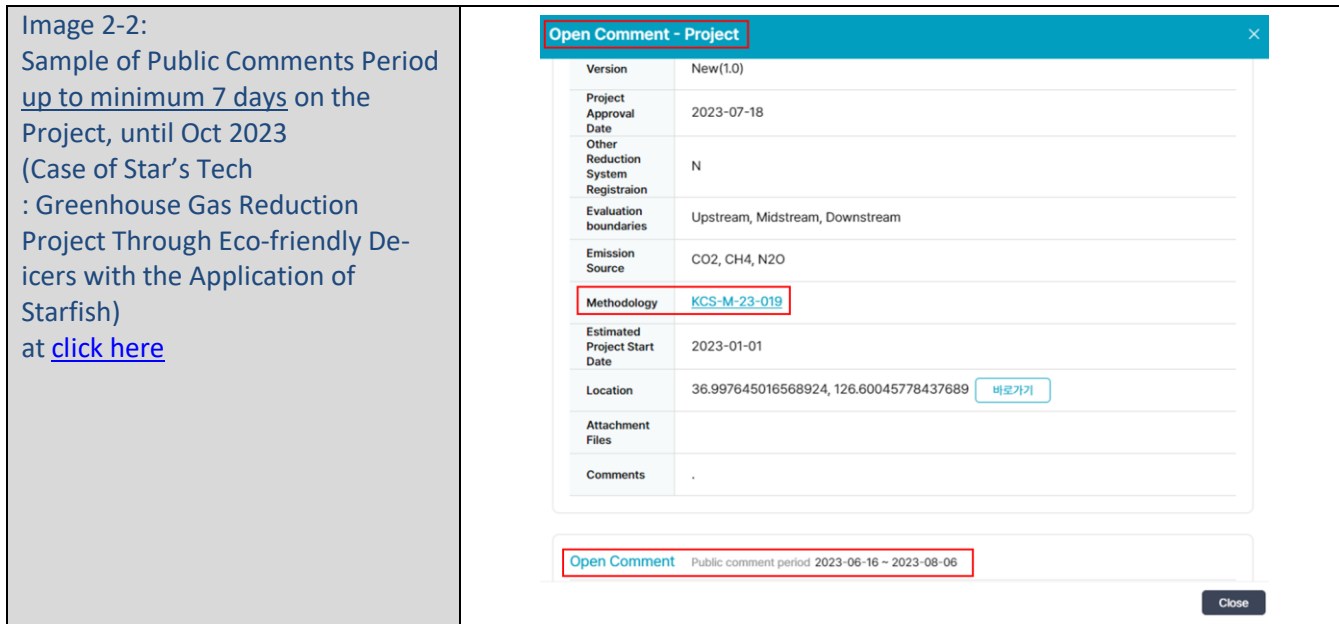 Image 2-2:
Sample of Public Comments Period
up to minimum 7 days on the
Project, until Oct 2023
(Case of Star’s Tech
: Greenhouse Gas Reduction
Project Through Eco-friendly De-
icers with the Application of
Starfish)
at click here
Open Comment - Project
Version New(1.0)
Project
Approval
Date
2023-07-18
Other
Reduction
System
Registraion
N
Evaluation
boundaries
Upstream, Midstream, Downstream
Emission
Source
CO2, CH4, N2O
Methodology KCS-M-23-019
Estimated
Project Start
Date
2023-01-01
Location 36.997645016568924, 126.60045778437689 바로가기
Attachment
Files
Comments .
Open Comment Public comment period 2023-06-16 ~ 2023-08-06
Close